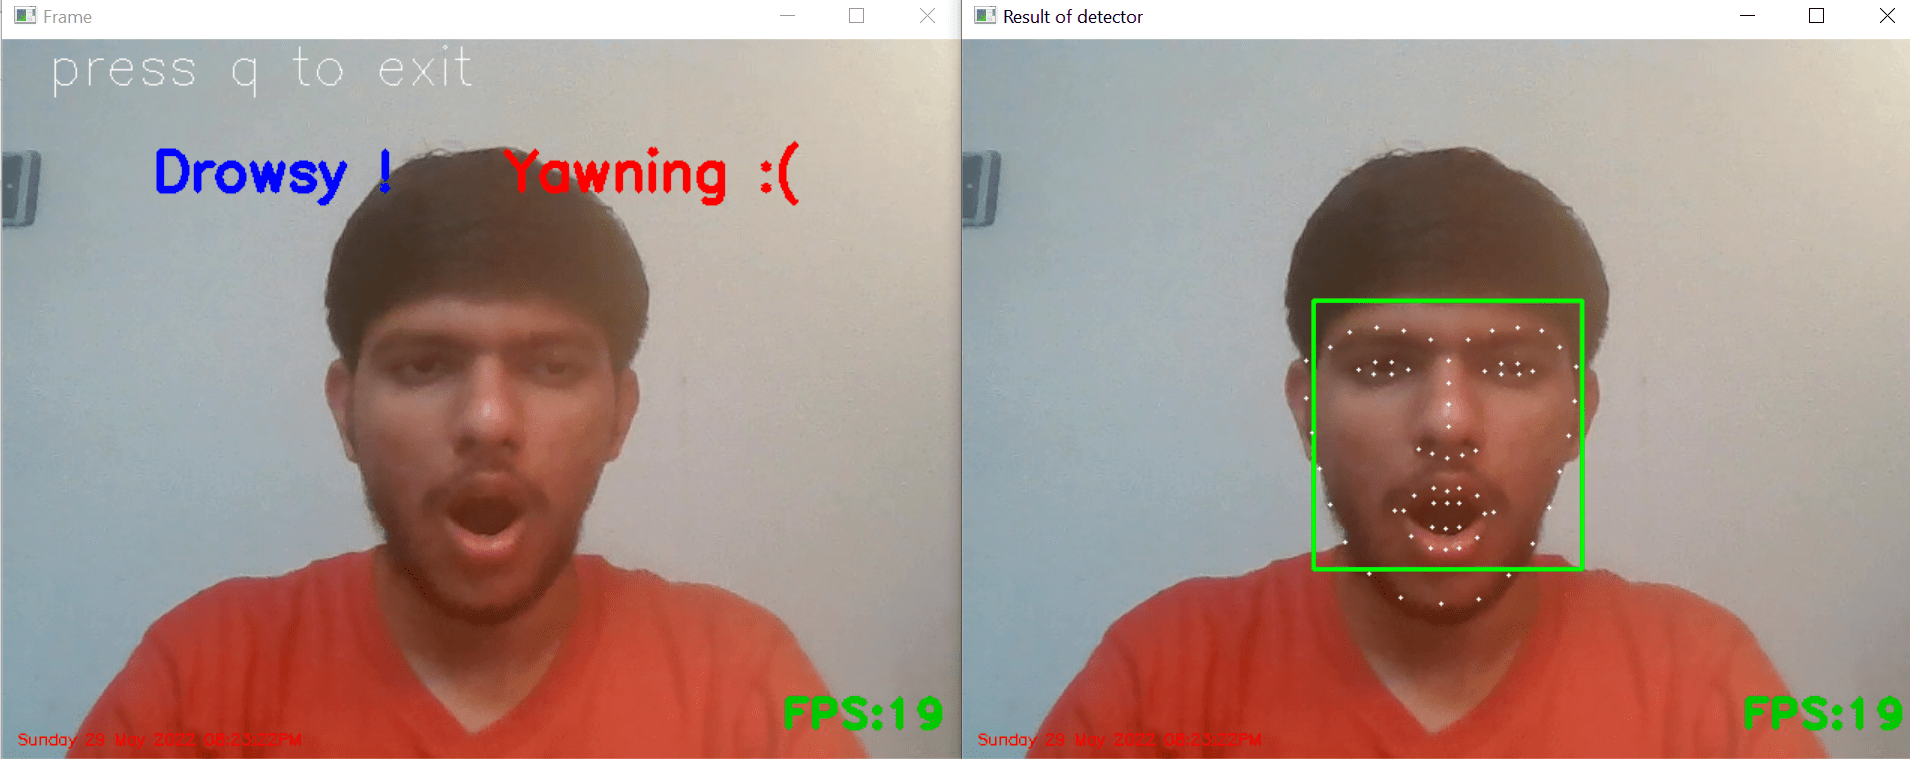 Frame
press q to exit
Drowsy ! Yawning :(
FPS:19
Sunday 29 May 2022 08:23:22PM
Result of detector
FPS:19
Sunday 29 May 2022 08:23:22PM